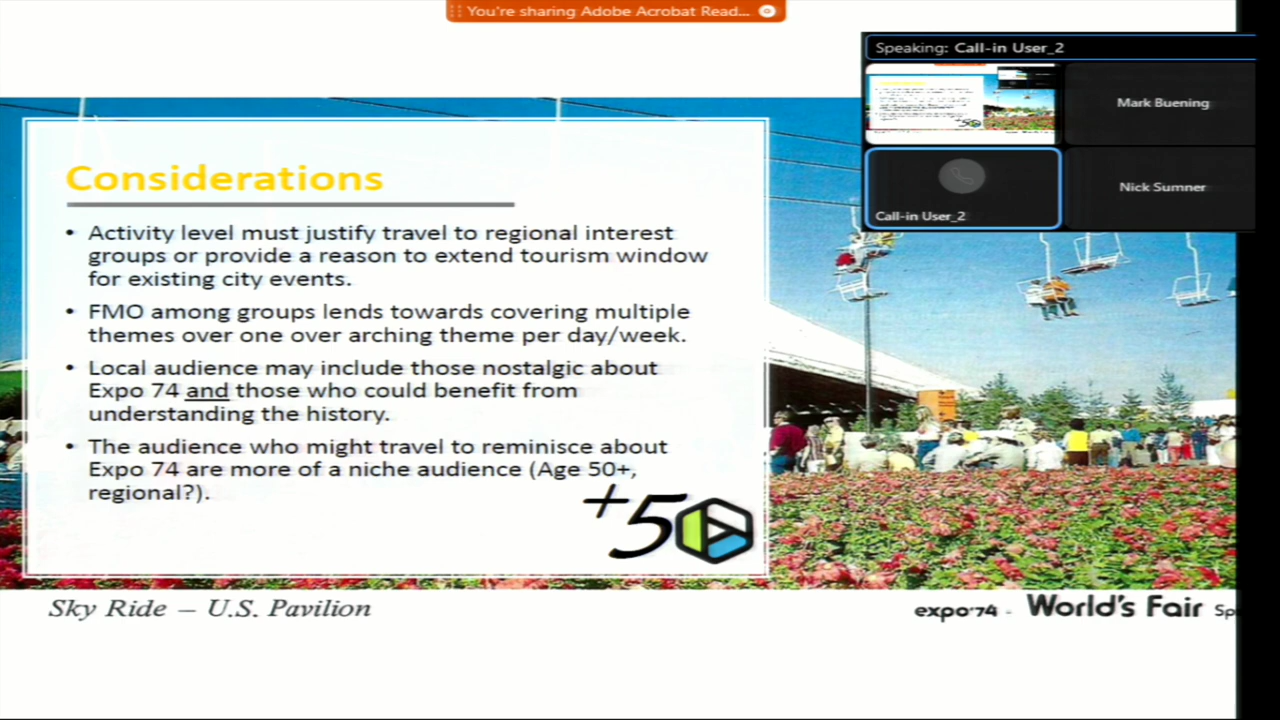 You're sharing Adobe Acrobat Read...
Speaking: Call-in User_2
Mark Buening
Call-in User_2
Nick Sumner
Considerations
• Activity level must justify travel to regional interest
groups or provide a reason to extend tourism window
for existing city events.
• FMO among groups lends towards covering multiple
themes over one over arching theme per day/week.
• Local audience may include those nostalgic about
Expo 74 and those who could benefit from
understanding the history.
• The audience who might travel to reminisce about
Expo 74 are more of a niche audience (Age 50+,
regional?).
+50
Sky Ride – U.S. Pavilion
expo'74 - World's Fair Sp